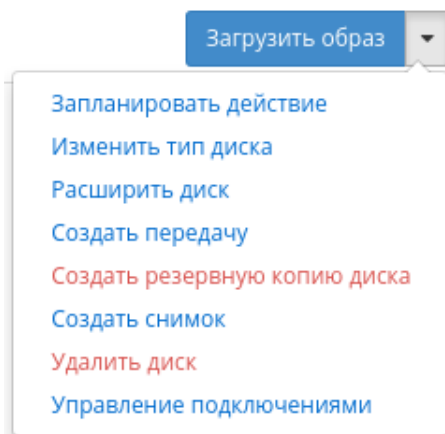 Загрузить образ
Запланировать действие
Изменить тип диска
Расширить диск
Создать передачу
Создать резервную копию диска
Создать снимок
Удалить диск
Управление подключениями